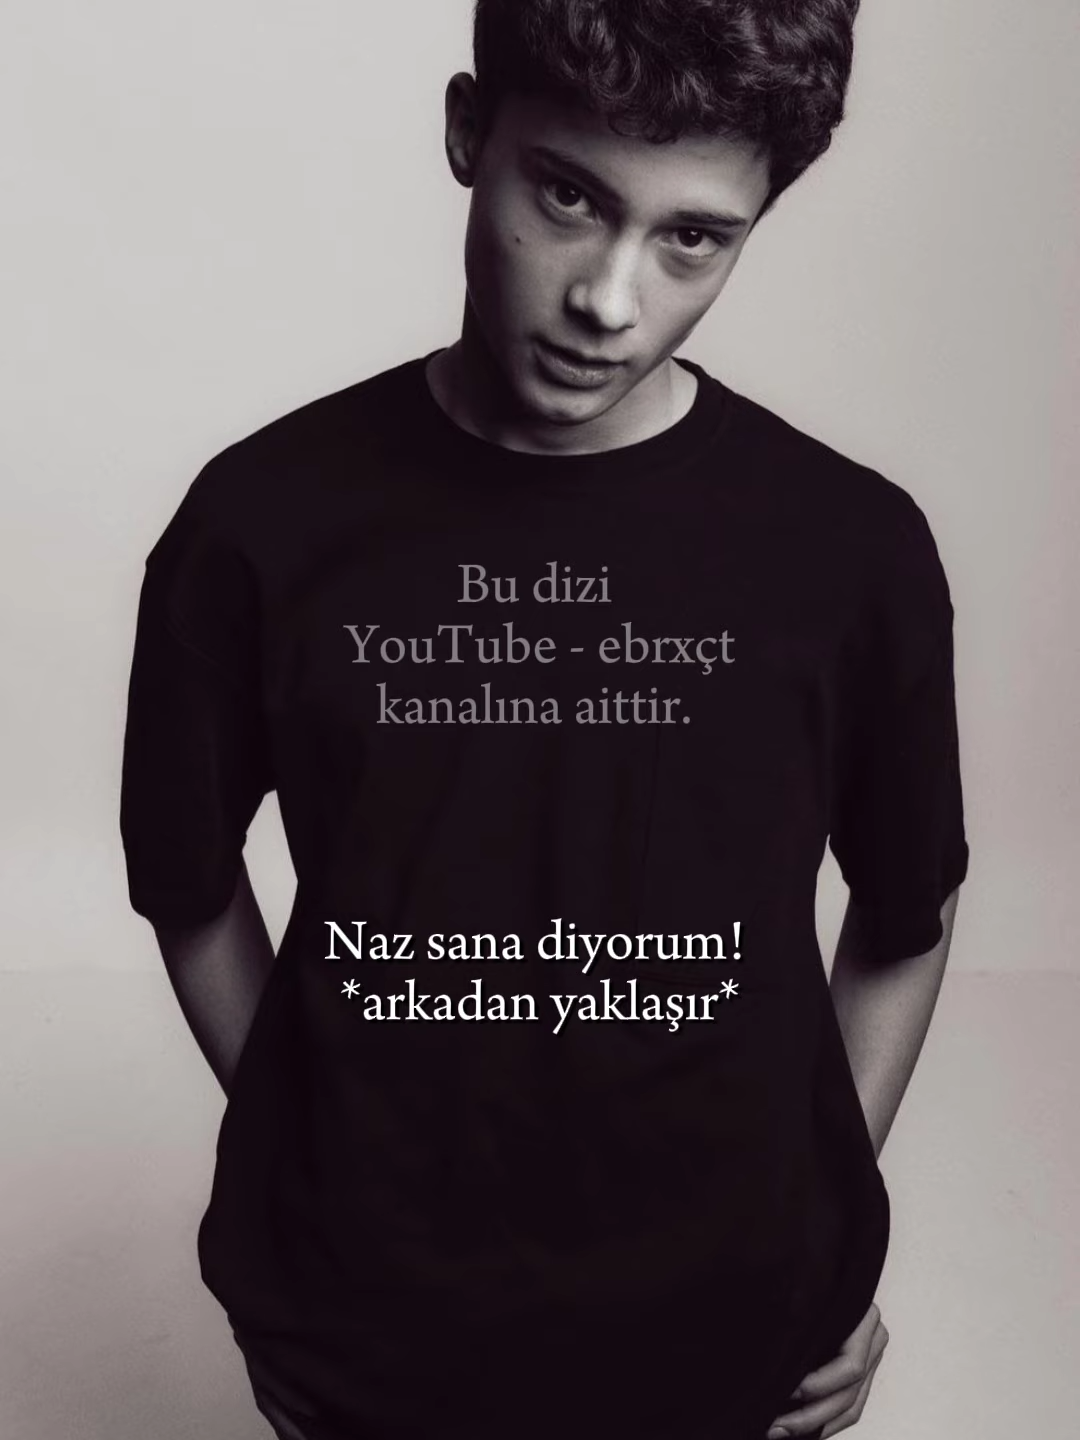 Bu dizi
YouTube - ebrxçt
kanalına aittir.
Naz sana diyorum!
*arkadan yaklaşır*